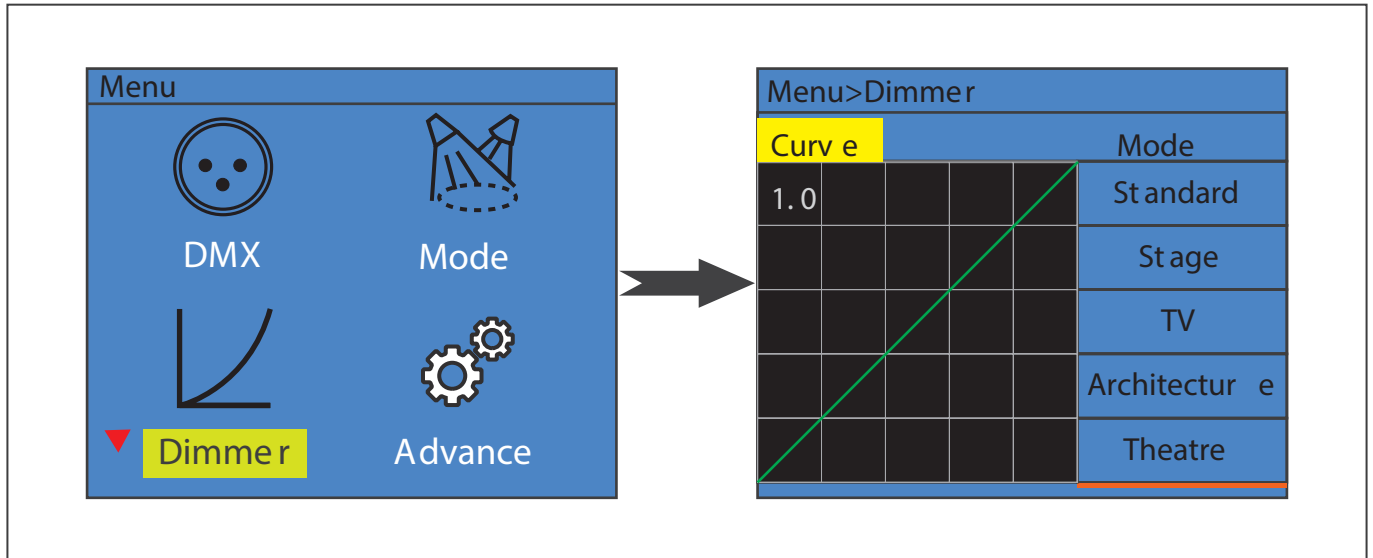 Menu
DMX
Mode
Dimmer
Advance
Menu>Dimmer
Curve
Mode
1.0
Standard
Stage
TV
Architecture
Theatre